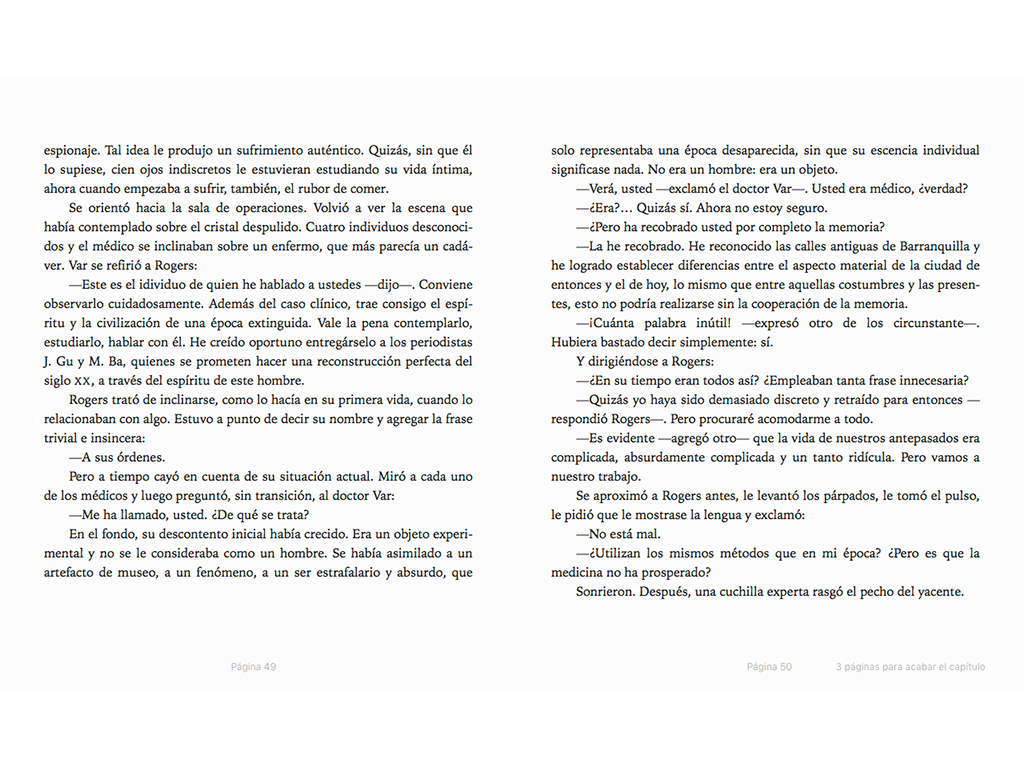 espionaje. Tal idea le produjo un sufrimiento auténtico. Quizás, sin que él
lo supiese, cien ojos indiscretos le estuvieran estudiando su vida íntima,
ahora cuando empezaba a sufrir, también, el rubor de comer.
Se orientó hacia la sala de operaciones. Volvió a ver la escena que
había contemplado sobre el cristal despulido. Cuatro individuos desconoci-
dos y el médico se inclinaban sobre un enfermo, que más parecía un cadá-
ver. Var se refirió a Rogers:
—Este es el idividuo de quien he hablado a ustedes —dijo—. Conviene
observarlo cuidadosamente. Además del caso clínico, trae consigo el espí-
ritu y la civilización de una época extinguida. Vale la pena contemplarlo,
estudiarlo, hablar con él. He creído oportuno entregárselo a los periodistas
J. Gu y M. Ba, quienes se prometen hacer una reconstrucción perfecta del
siglo XX, a través del espíritu de este hombre.
Rogers trató de inclinarse, como lo hacía en su primera vida, cuando lo
relacionaban con algo. Estuvo a punto de decir su nombre y agregar la frase
trivial e insincera:
—A sus órdenes.
Pero a tiempo cayó en cuenta de su situación actual. Miró a cada uno
de los médicos y luego preguntó, sin transición, al doctor Var:
—Me ha llamado, usted. ¿De qué se trata?
En el fondo, su descontento inicial había crecido. Era un objeto experi-
mental y no se le consideraba como un hombre. Se había asimilado a un
artefacto de museo, a un fenómeno, a un ser estrafalario y absurdo, que
Página 49
solo representaba una época desaparecida, sin que su escencia individual
significase nada. No era un hombre: era un objeto.
—Verá, usted —exclamó el doctor Var—. Usted era médico, ¿verdad?
—¿Era?… Quizás sí. Ahora no estoy seguro.
—¿Pero ha recobrado usted por completo la memoria?
—La he recobrado. He reconocido las calles antiguas de Barranquilla y
he logrado establecer diferencias entre el aspecto material de la ciudad de
entonces y el de hoy, lo mismo que entre aquellas costumbres y las presen-
tes, esto no podría realizarse sin la cooperación de la memoria.
—¡Cuánta palabra inútil! —expresó otro de los circunstante—.
Hubiera bastado decir simplemente: sí.
Y dirigiéndose a Rogers:
—¿En su tiempo eran todos así? ¿Empleaban tanta frase innecesaria?
—Quizás yo haya sido demasiado discreto y retraído para entonces —
respondió Rogers—. Pero procuraré acomodarme a todo.
—Es evidente —agregó otro— que la vida de nuestros antepasados era
complicada, absurdamente complicada y un tanto ridícula. Pero vamos a
nuestro trabajo.
Se aproximó a Rogers antes, le levantó los párpados, le tomó el pulso,
le pidió que le mostrase la lengua y exclamó:
—No está mal.
—¿Utilizan los mismos métodos que en mi época? ¿Pero es que la
medicina no ha prosperado?
Sonrieron. Después, una cuchilla experta rasgó el pecho del yacente.
Página 50
3 páginas para acabar el capítulo